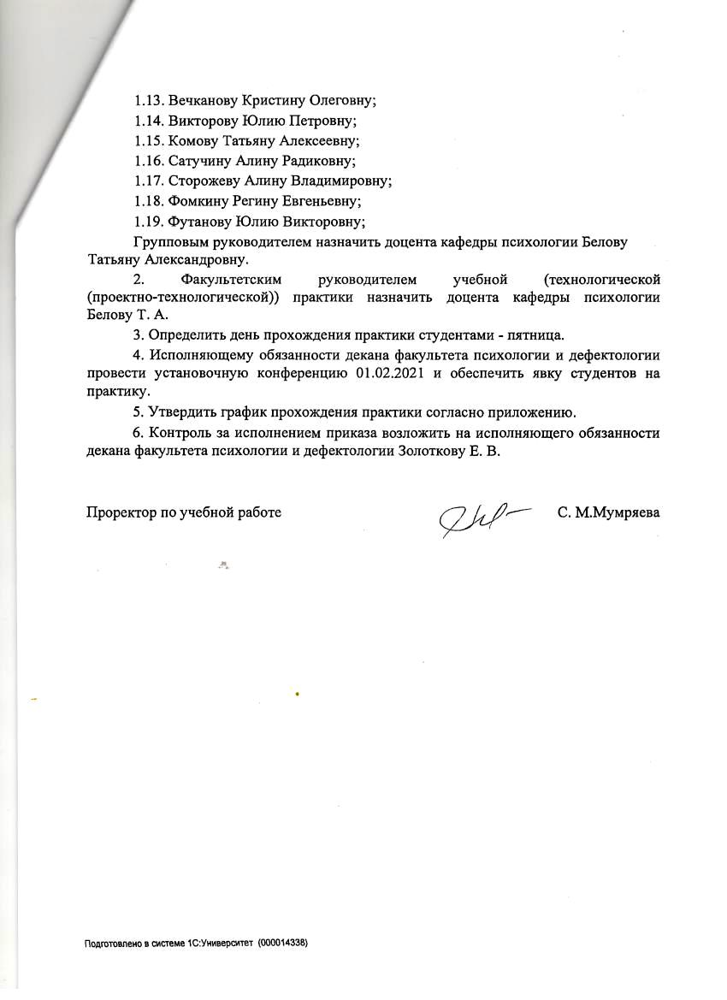 1.13. Вечканову Кристину Олеговну;
1.14. Викторову Юлию Петровну;
1.15. Комову Татьяну Алексеевну;
1.16. Сатучину Алину Радиковну;
1.17. Сторожеву Алину Владимировну;
1.18. Фомкину Регину Евгеньевну;
1.19. Футанову Юлию Викторовну;
Групповым руководителем назначить доцента кафедры психологии Белову
Татьяну Александровну.
2. Факультетским руководителем учебной (технологической
(проектно-технологической)) практики назначить доцента кафедры психологии
Белову Т. А.
3. Определить день прохождения практики студентами - пятница.
4. Исполняющему обязанности декана факультета психологии и дефектологии
провести установочную конференцию 01.02.2021 и обеспечить явку студентов на
практику.
5. Утвердить график прохождения практики согласно приложению.
6. Контроль за исполнением приказа возложить на исполняющего обязанности
декана факультета психологии и дефектологии Золоткову Е. В.
Проректор по учебной работе С. М.Мумряева
Подготовлено в системе 1С:Университет (000014338)